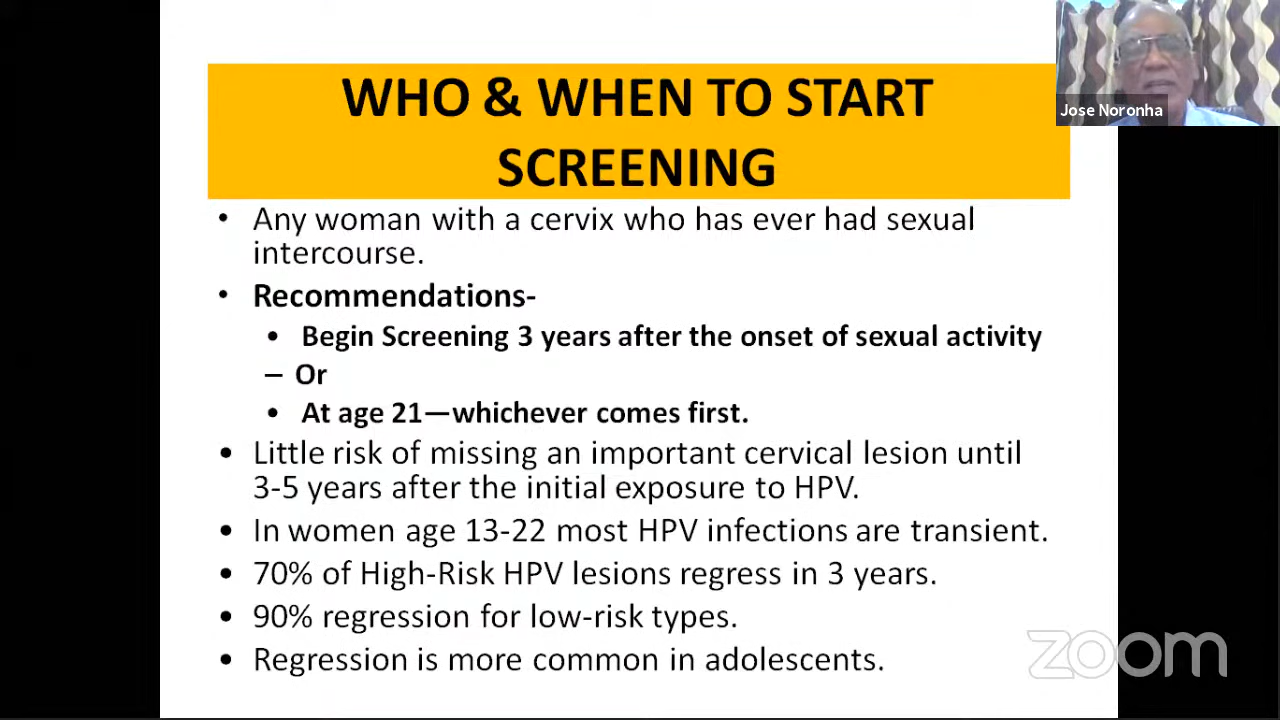 WHO & WHEN TO START
SCREENING
Jose Noronha
• Any woman with a cervix who has ever had sexual
intercourse.
• Recommendations-
• Begin Screening 3 years after the onset of sexual activity
– Or
• At age 21—whichever comes first.
• Little risk of missing an important cervical lesion until
3-5 years after the initial exposure to HPV.
• In women age 13-22 most HPV infections are transient.
• 70% of High-Risk HPV lesions regress in 3 years.
• 90% regression for low-risk types.
• Regression is more common in adolescents.
zoom